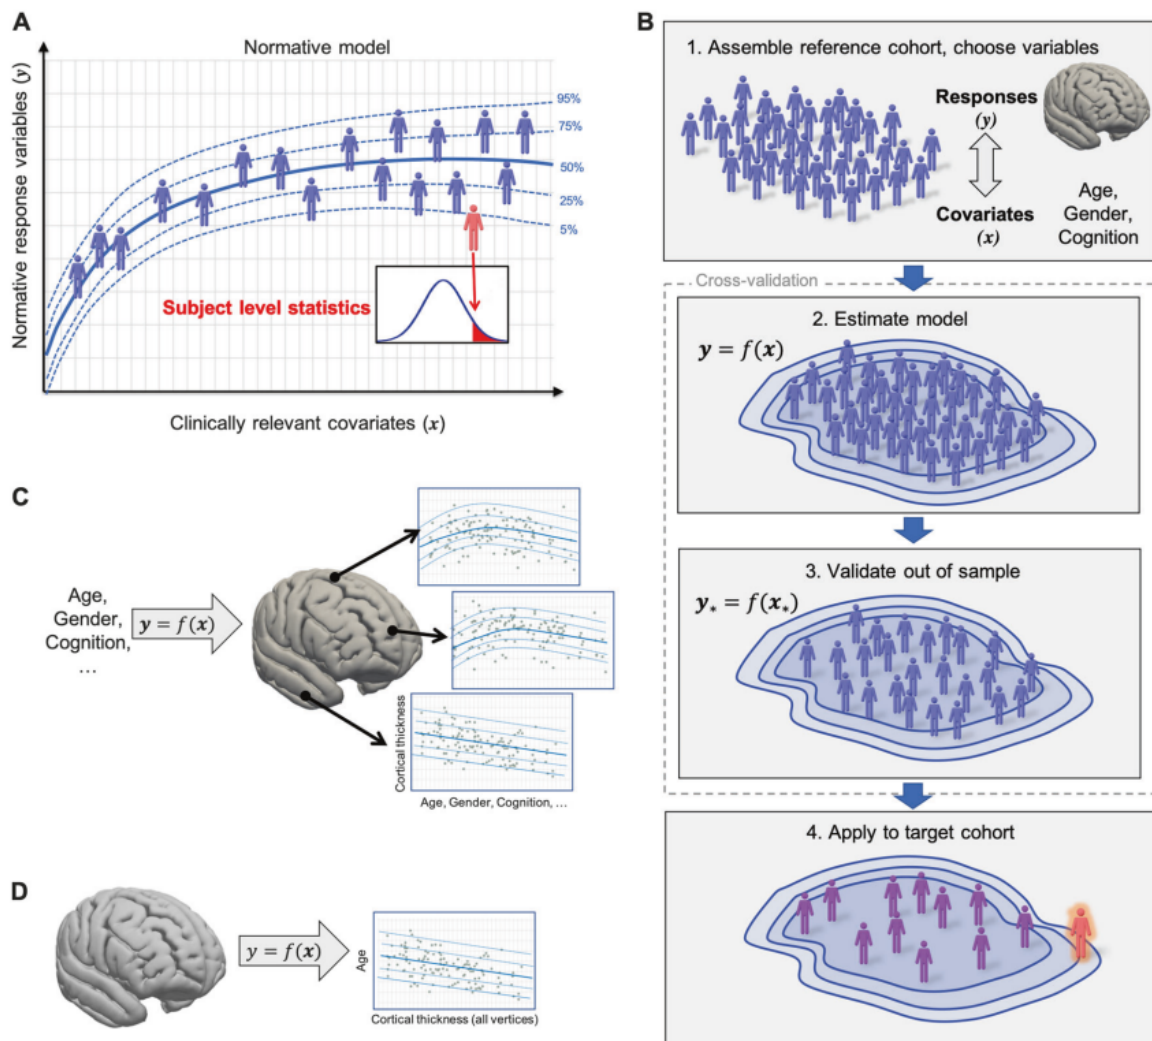 A
Normative model
Normative response variables (y)
95%
75%
50%
25%
5%
Subject level statistics
Clinically relevant covariates (x)
B
1. Assemble reference cohort, choose variables
Responses
(y)
Covariates
(x)
Age,
Gender,
Cognition
Cross-validation
2. Estimate model
y = f(x)
3. Validate out of sample
y* = f(x*)
4. Apply to target cohort
C
Age,
Gender,
Cognition,
...
y = f(x)
Cortical thickness
Age, Gender, Cognition, ...
D
y = f(x)
Age
Cortical thickness (all vertices)